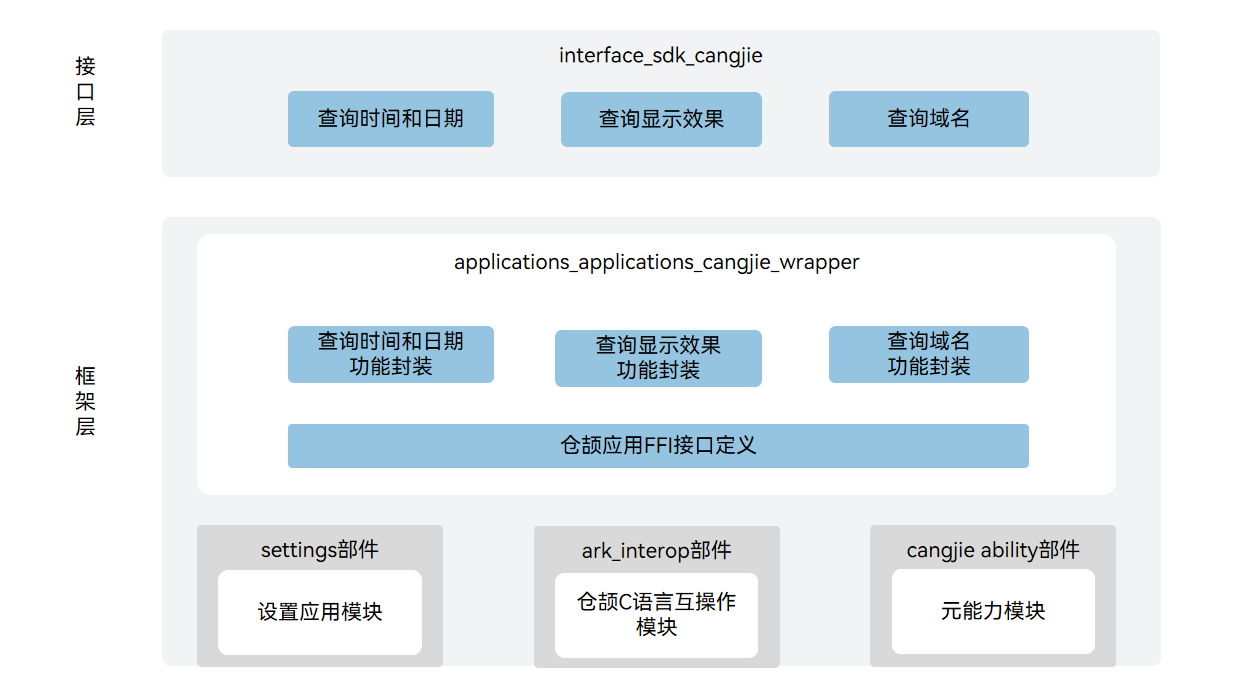 接
口
层
interface_sdk_cangjie
查询时间和日期
查询显示效果
查询域名
框
架
层
applications_applications_cangjie_wrapper
查询时间和日期
功能封装
查询显示效果
功能封装
查询域名
功能封装
仓颉应用FFI接口定义
settings部件
设置应用模块
ark_interop部件
仓颉C语言互操作
模块
cangjie ability部件
元能力模块